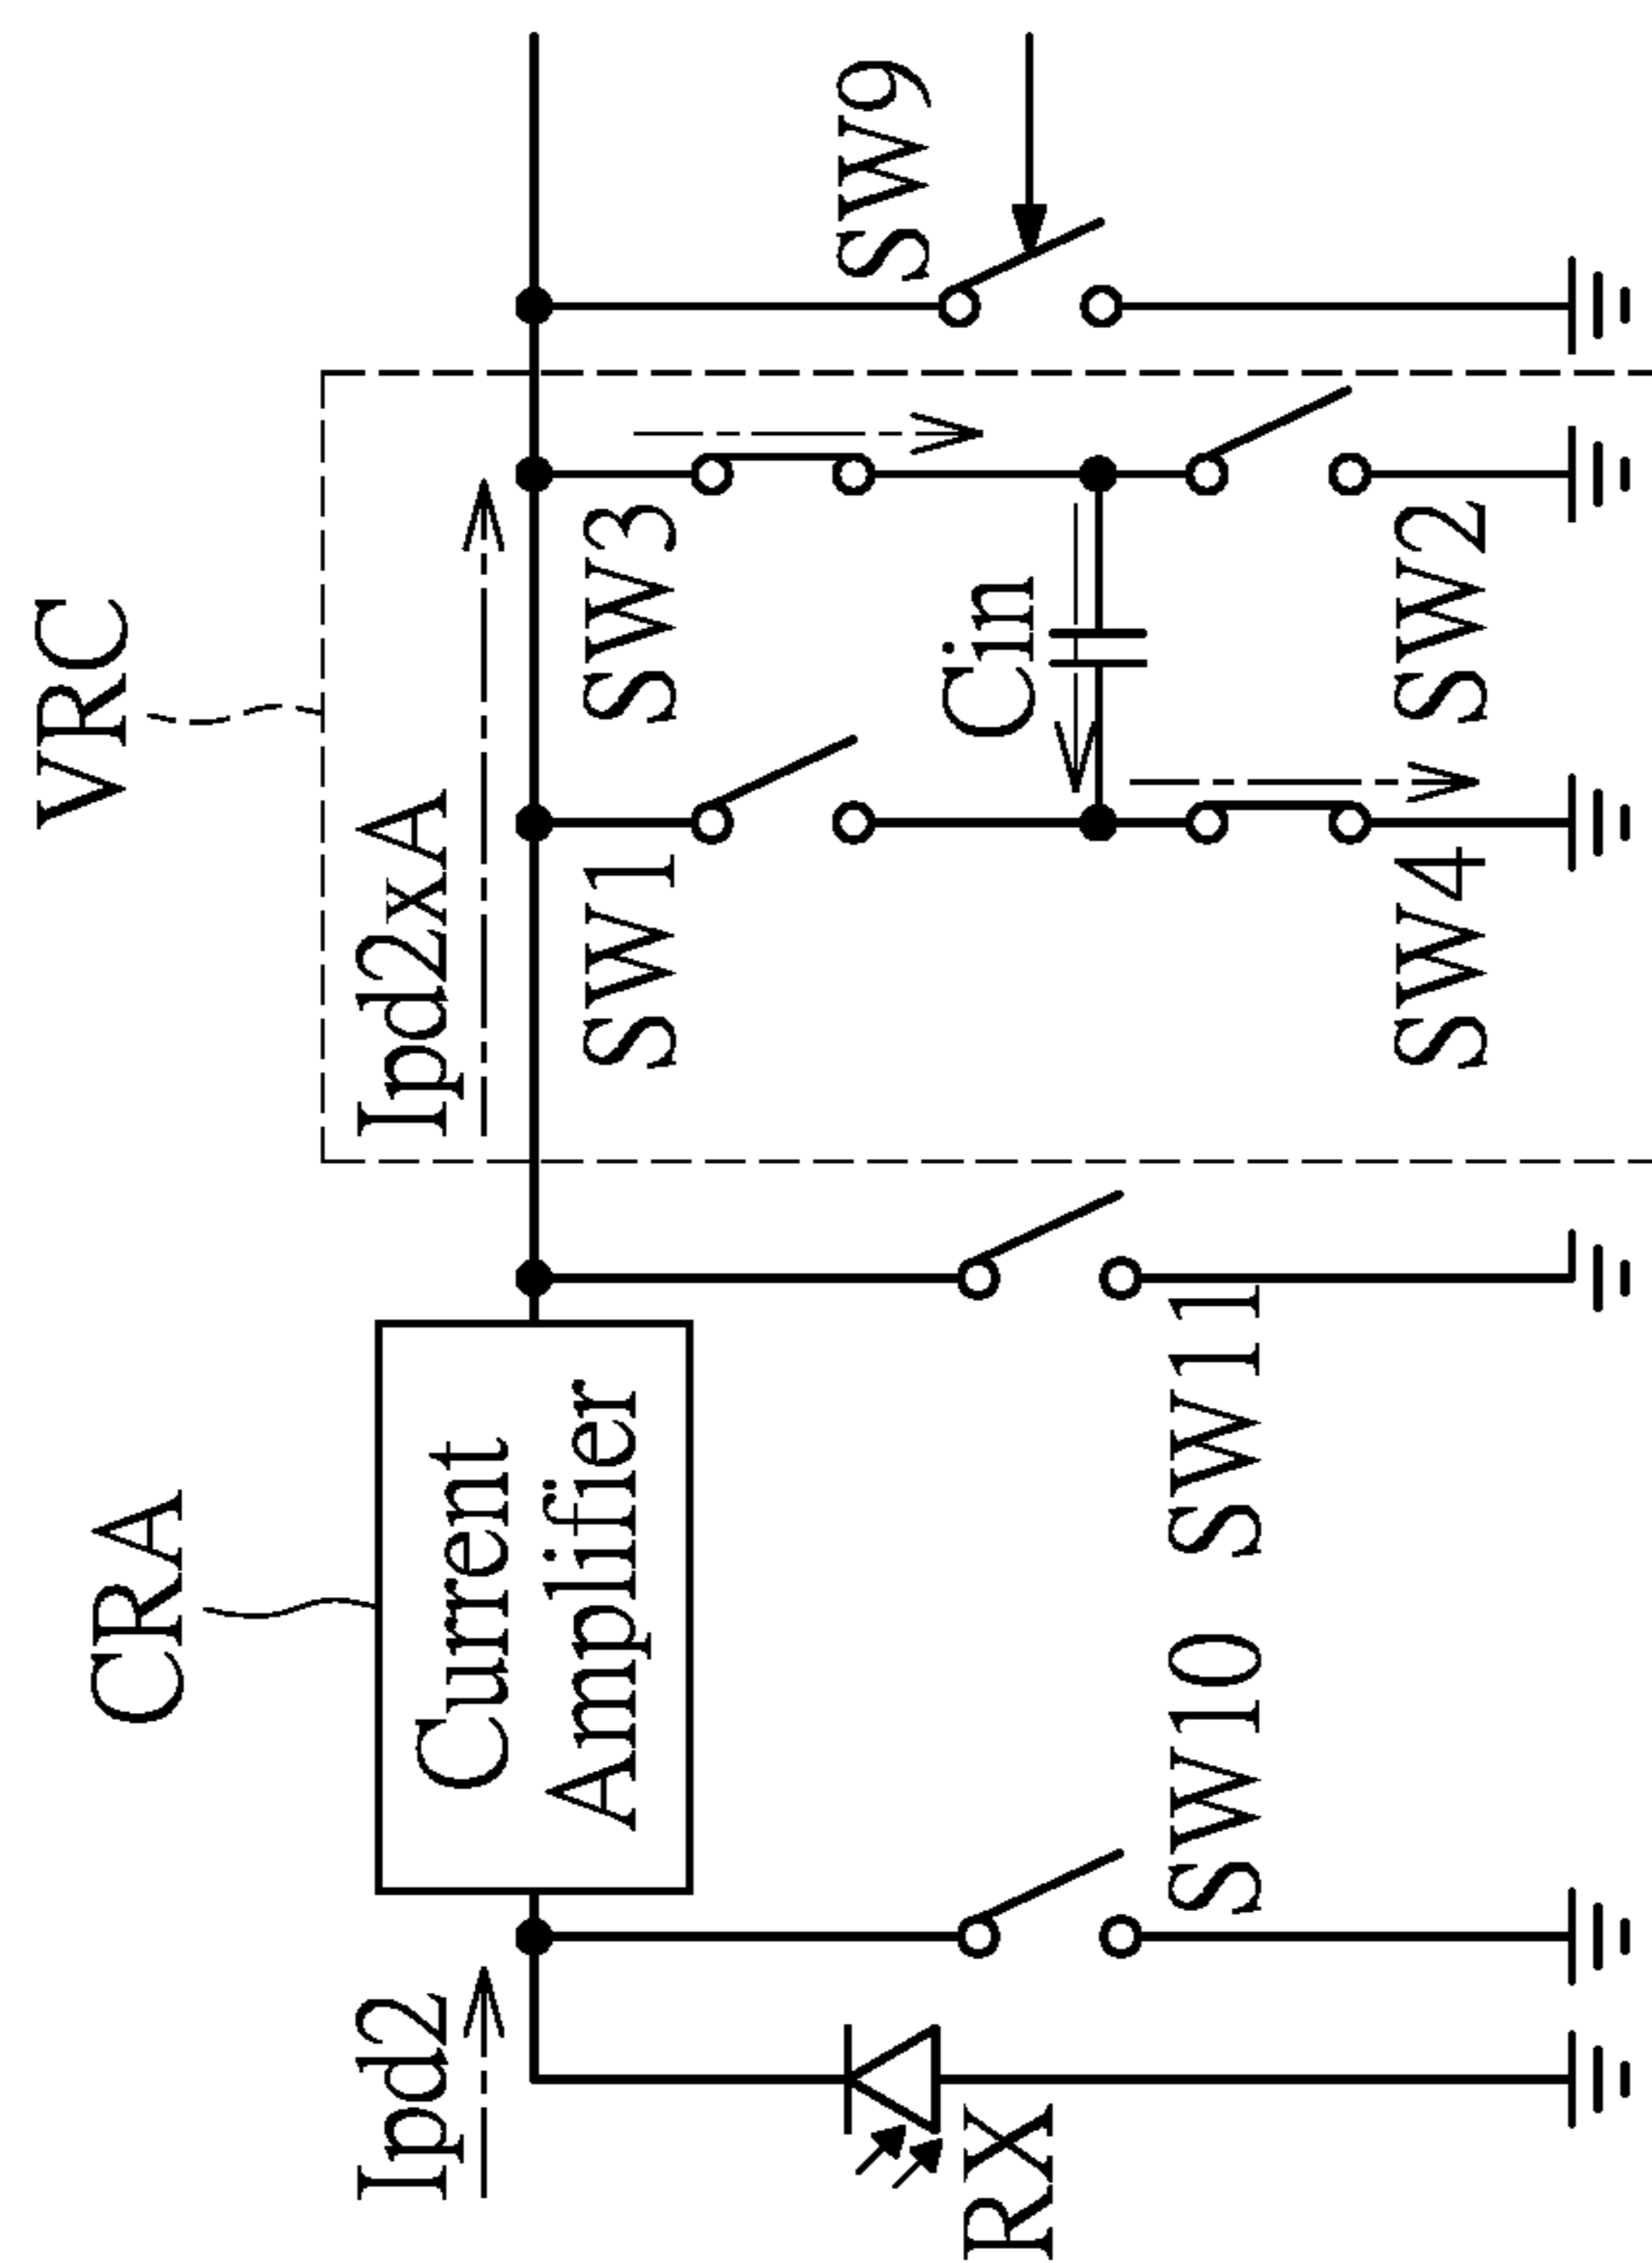 VRC
CRA
Ipd2
Current
Amplifier
Ipd2xA
SW1
SW3
SW9
Cin
RX
SW10
SW11
SW4
SW2